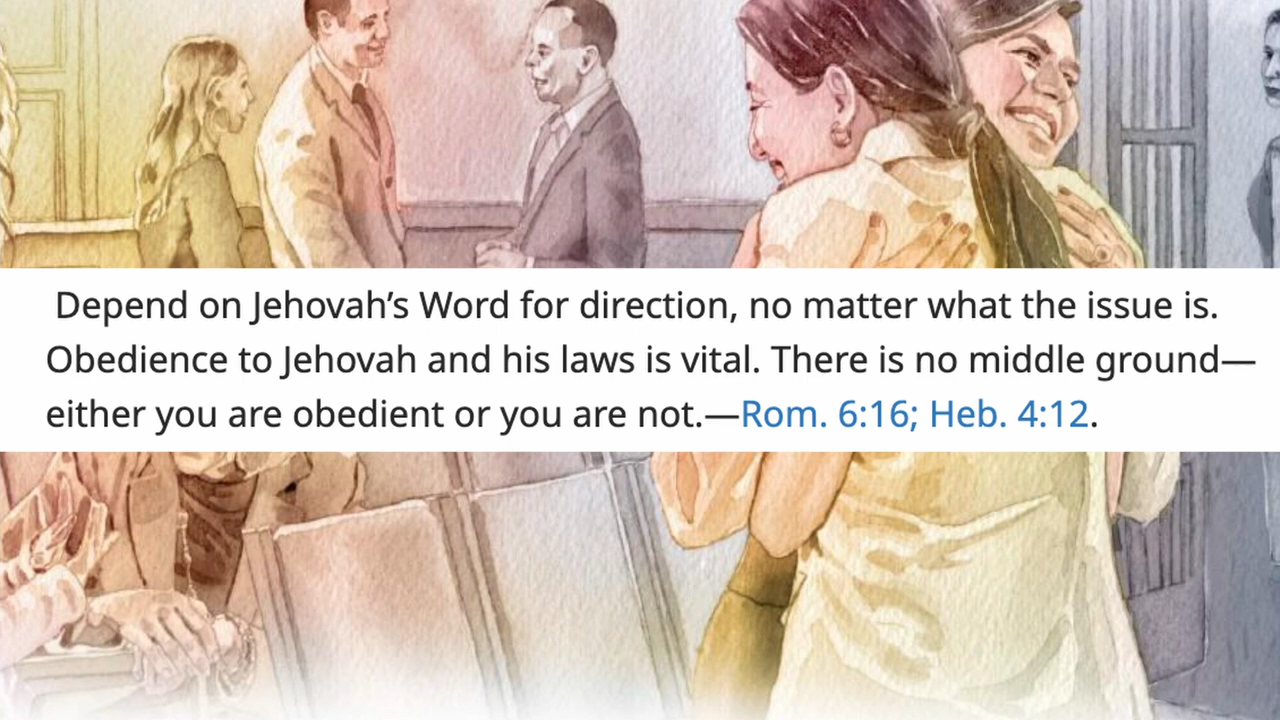 Depend on Jehovah’s Word for direction, no matter what the issue is.
Obedience to Jehovah and his laws is vital. There is no middle ground—
either you are obedient or you are not.—Rom. 6:16; Heb. 4:12.